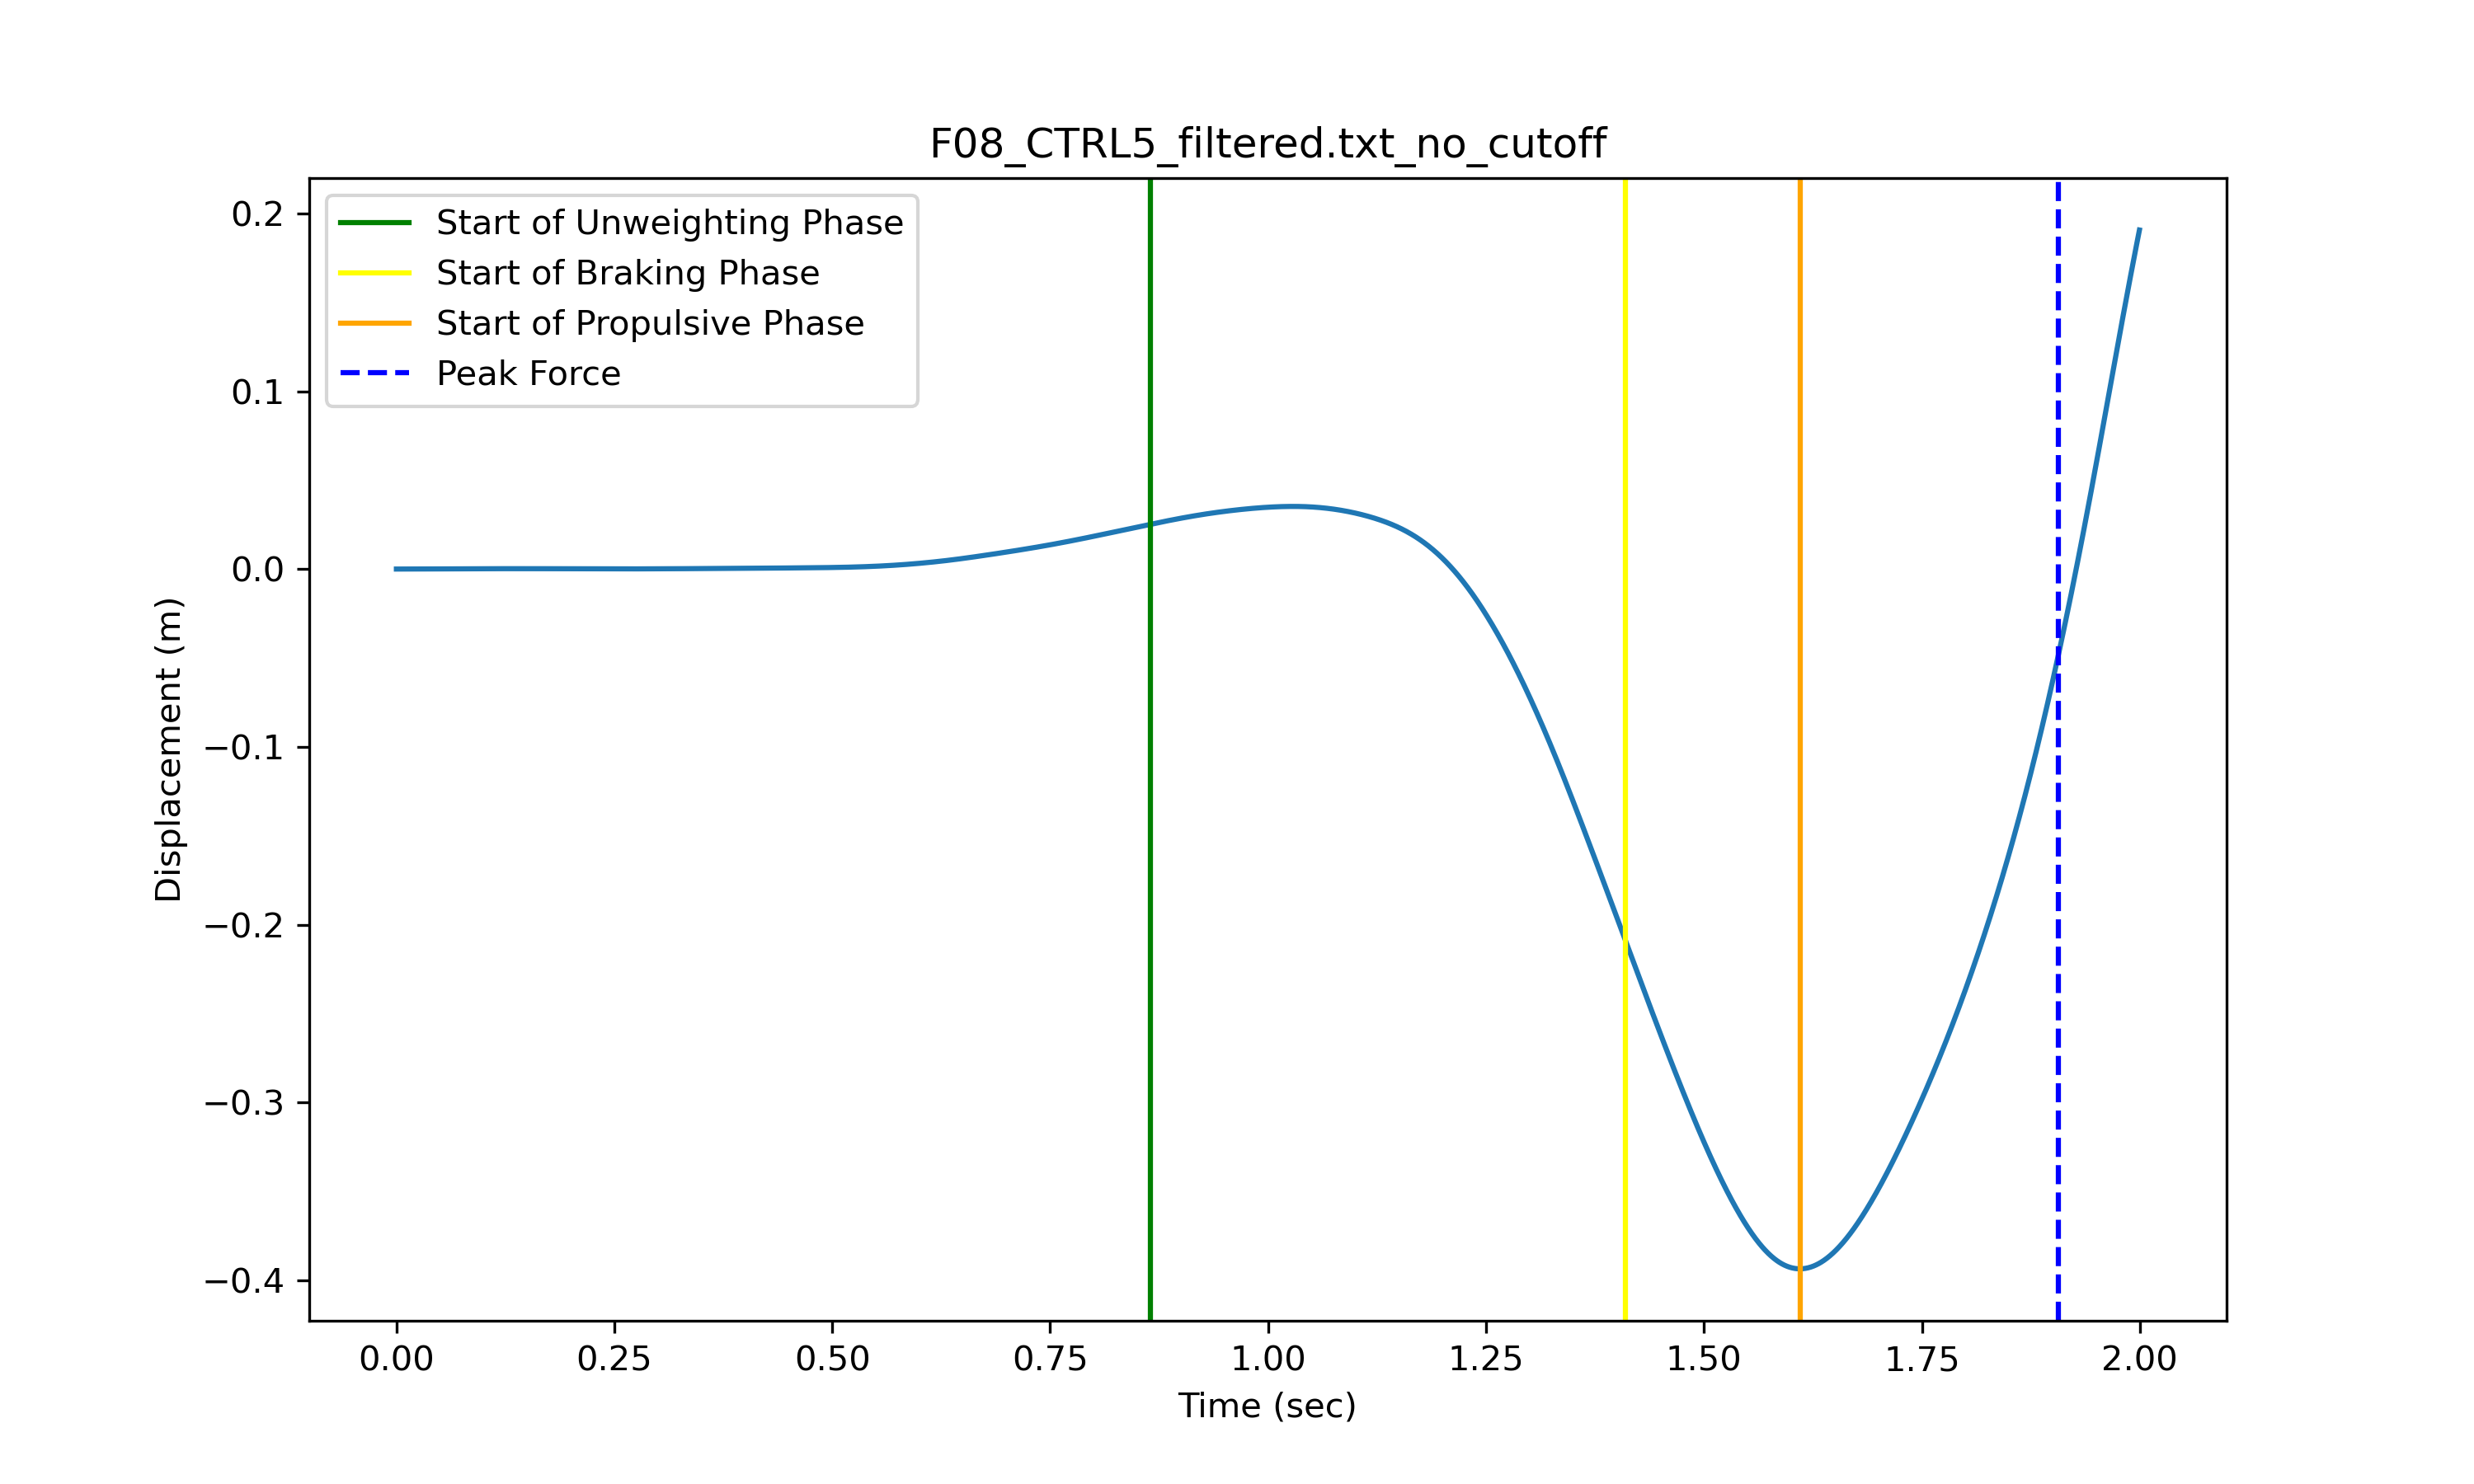 F08_CTRL5_filtered.txt_no_cutoff
Start of Unweighting Phase
Start of Braking Phase
Start of Propulsive Phase
Peak Force
0.2
0.1
0.0
−0.1
−0.2
−0.3
−0.4
Displacement (m)
0.00 0.25 0.50 0.75 1.00 1.25 1.50 1.75 2.00
Time (sec)